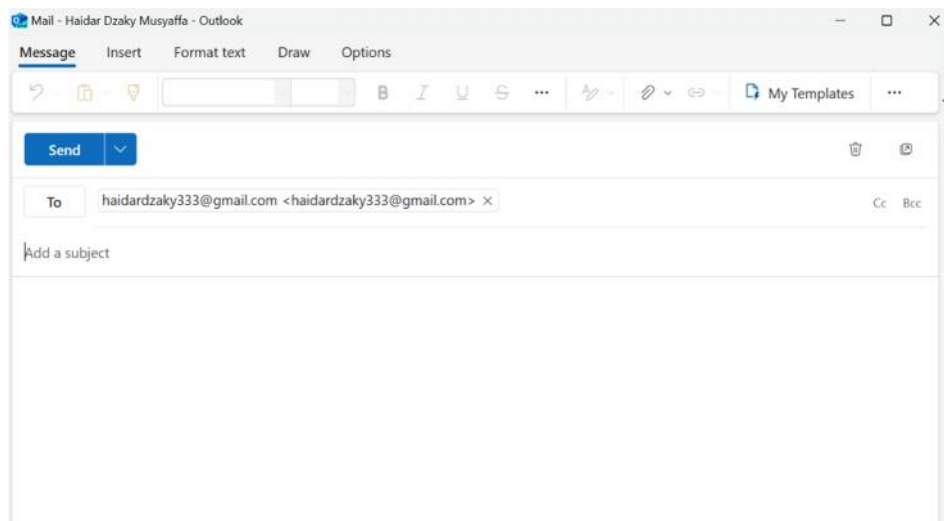 Mail - Haidar Dzaky Musyaffa - Outlook
Message Insert Format text Draw Options
B I U S ... My Templates ...
Send
To haidardzaky333@gmail.com <haidardzaky333@gmail.com> Cc Bcc
Add a subject